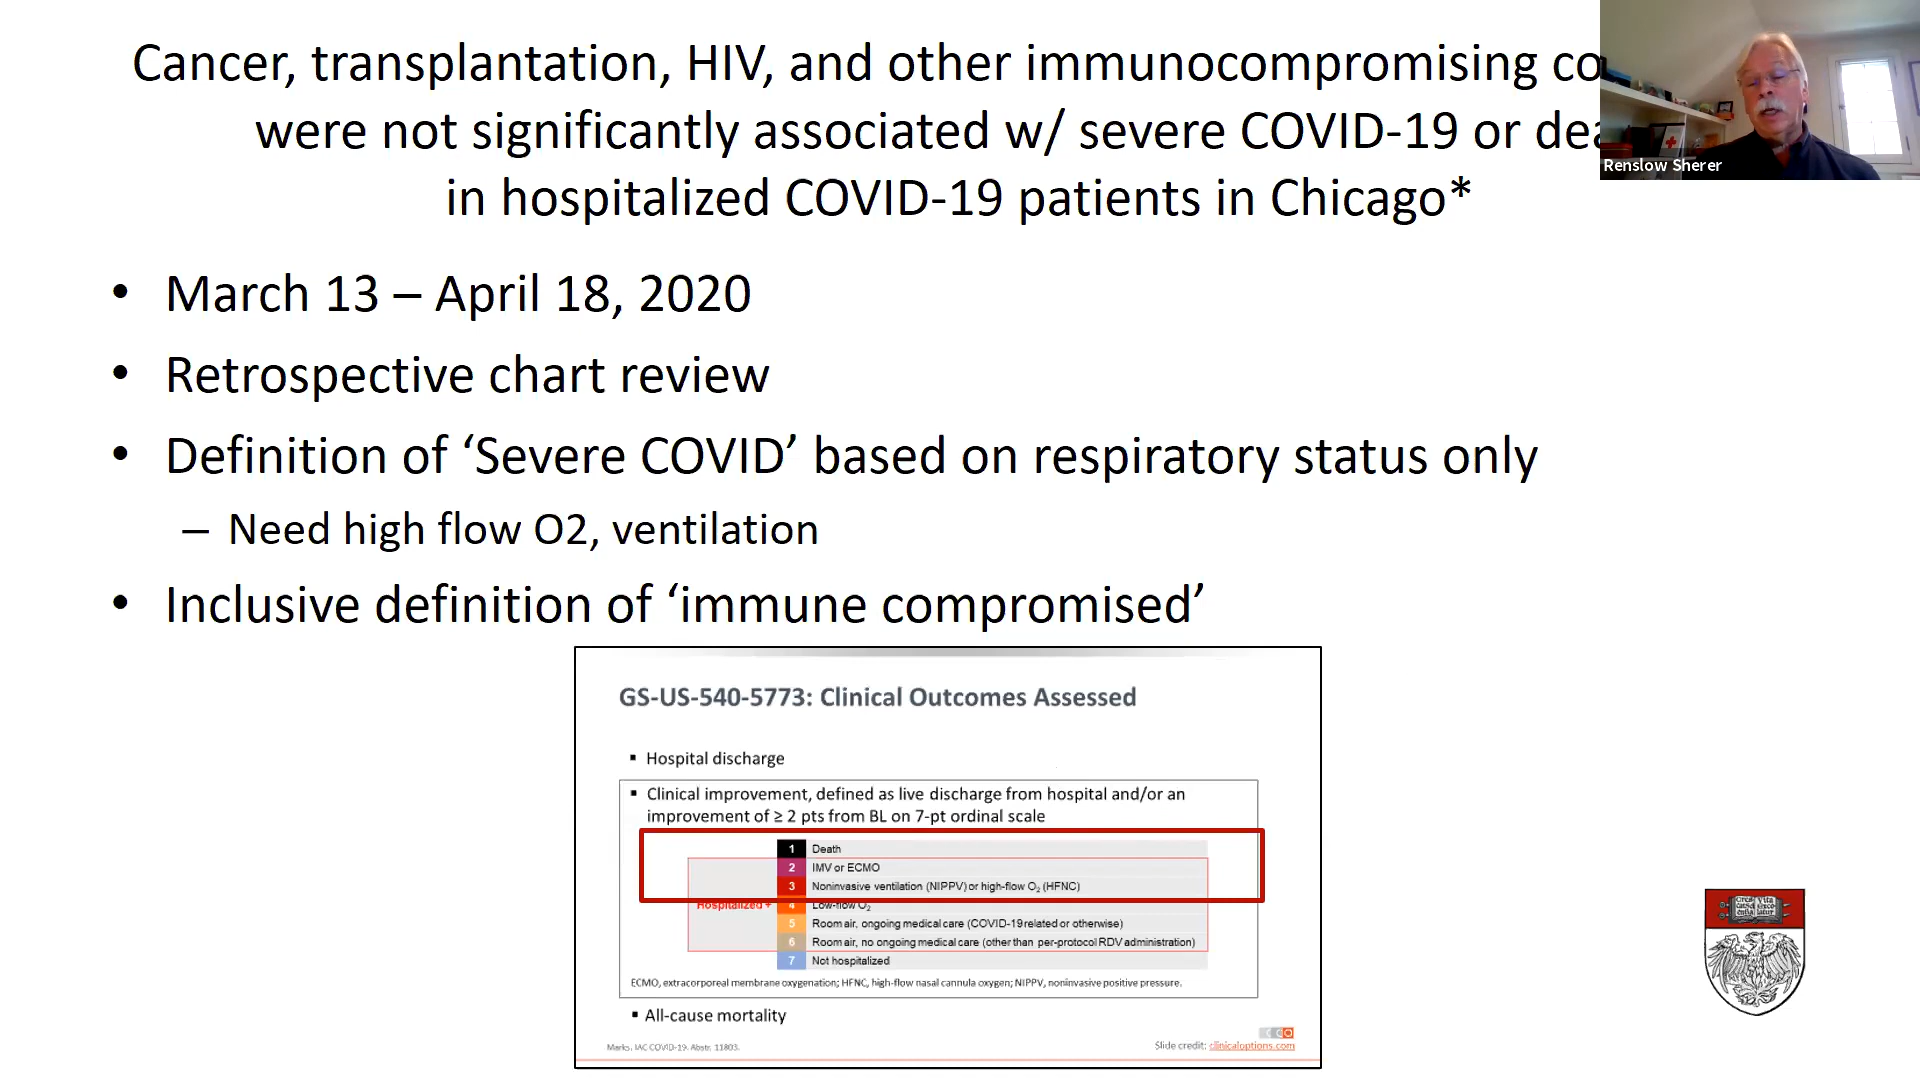 Cancer, transplantation, HIV, and other immunocompromising co
were not significantly associated w/ severe COVID-19 or dea
in hospitalized COVID-19 patients in Chicago*
Renslow Sherer
• March 13 – April 18, 2020
• Retrospective chart review
• Definition of ‘Severe COVID’ based on respiratory status only
– Need high flow O2, ventilation
• Inclusive definition of ‘immune compromised’
GS-US-540-5773: Clinical Outcomes Assessed
▪ Hospital discharge
▪ Clinical improvement, defined as live discharge from hospital and/or an
improvement of ≥ 2 pts from BL on 7-pt ordinal scale
1 Death
2 IMV or ECMO
3 Noninvasive ventilation (NIPPV) or high-flow O₂ (HFNC)
Hospitalized
4 Low-flow O₂
5 Room air, ongoing medical care (COVID-19 related or otherwise)
6 Room air, no ongoing medical care (other than per-protocol RDV administration)
7 Not hospitalized
ECMO, extracorporeal membrane oxygenation; HFNC, high-flow nasal cannula oxygen; NIPPV, noninvasive positive pressure.
▪ All-cause mortality
Marks. IAC COVID-19. Abstr. 11803.
Slide credit: clinicaloptions.com